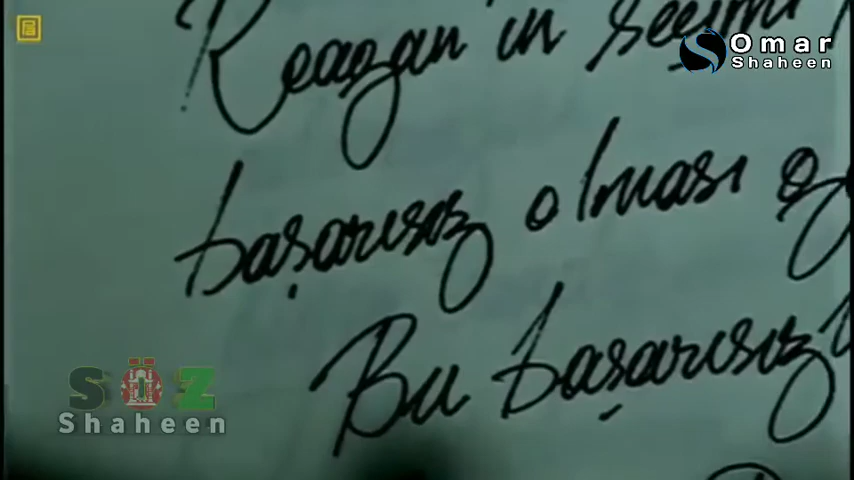 Reagan'ın seçimi
Omar
Shaheen
başarısız olması
SÖZ
Bu başarısız
Shaheen